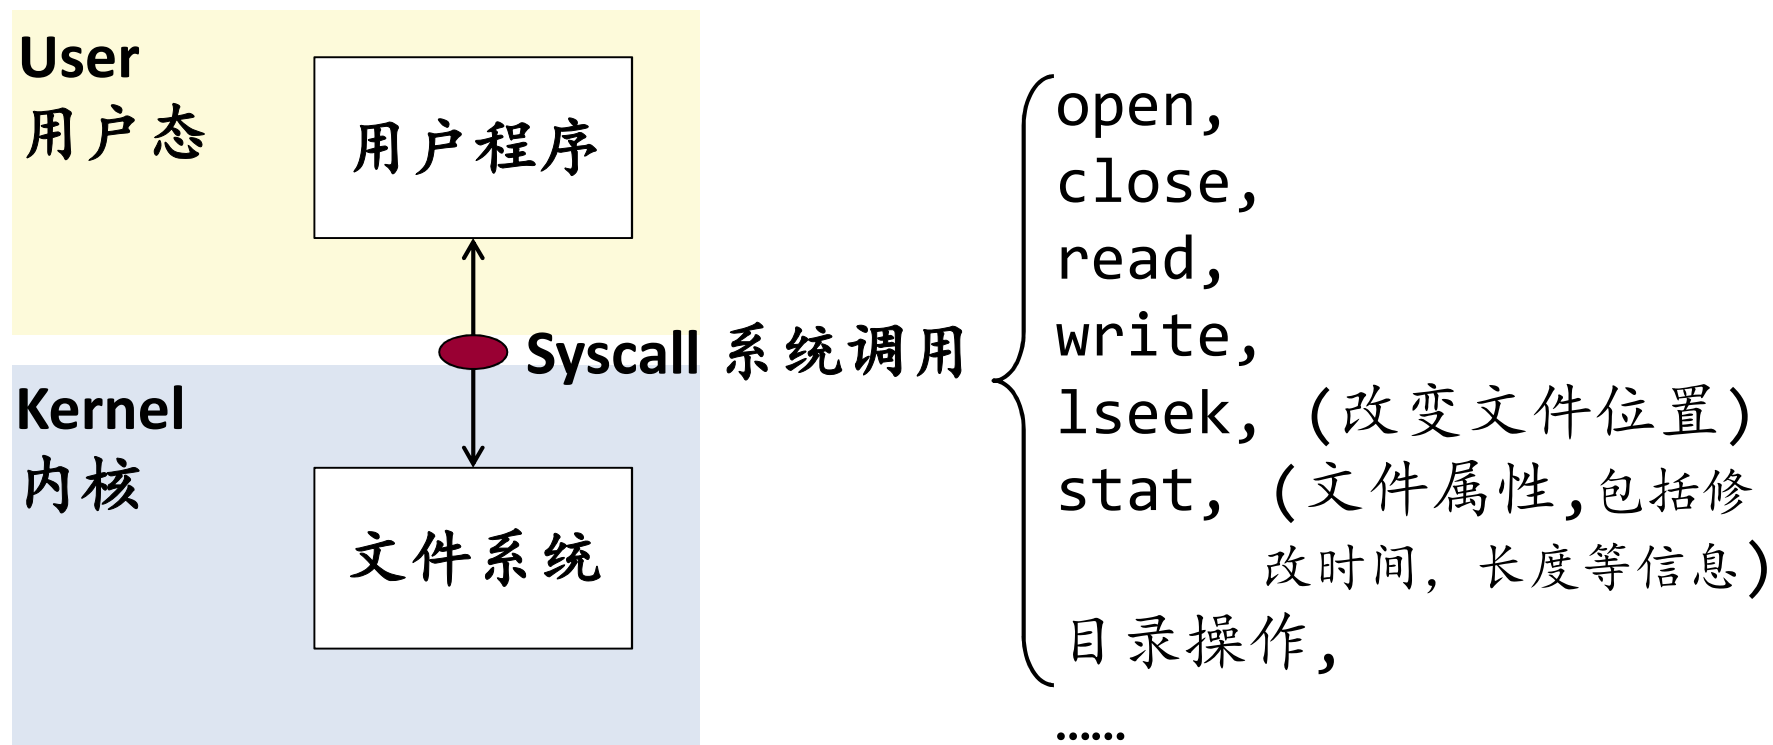 User
用户态
用户程序
Syscall 系统调用
Kernel
内核
文件系统
open,
close,
read,
write,
lseek, (改变文件位置)
stat, (文件属性,包括修
改时间, 长度等信息)
目录操作,
……